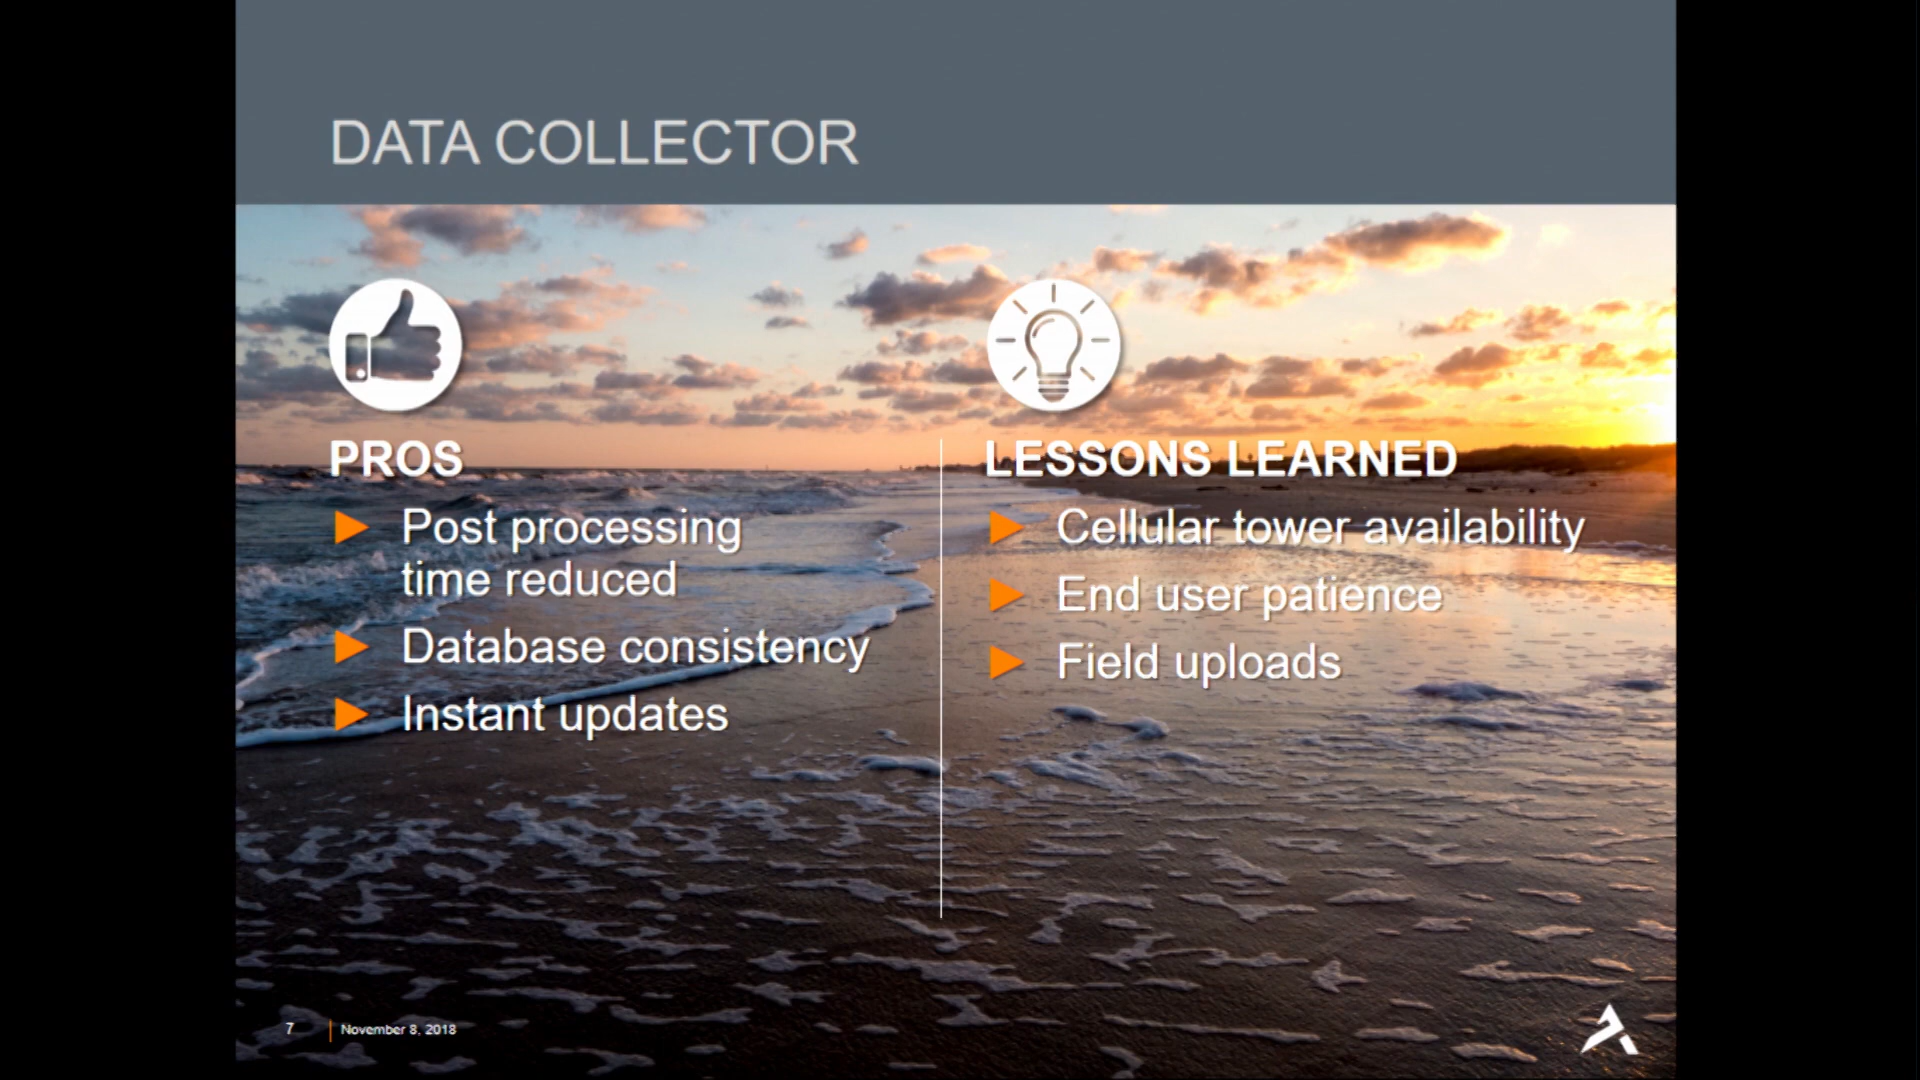 DATA COLLECTOR
PROS
Post processing
time reduced
Database consistency
Instant updates
LESSONS LEARNED
Cellular tower availability
End user patience
Field uploads
7
November 8, 2018